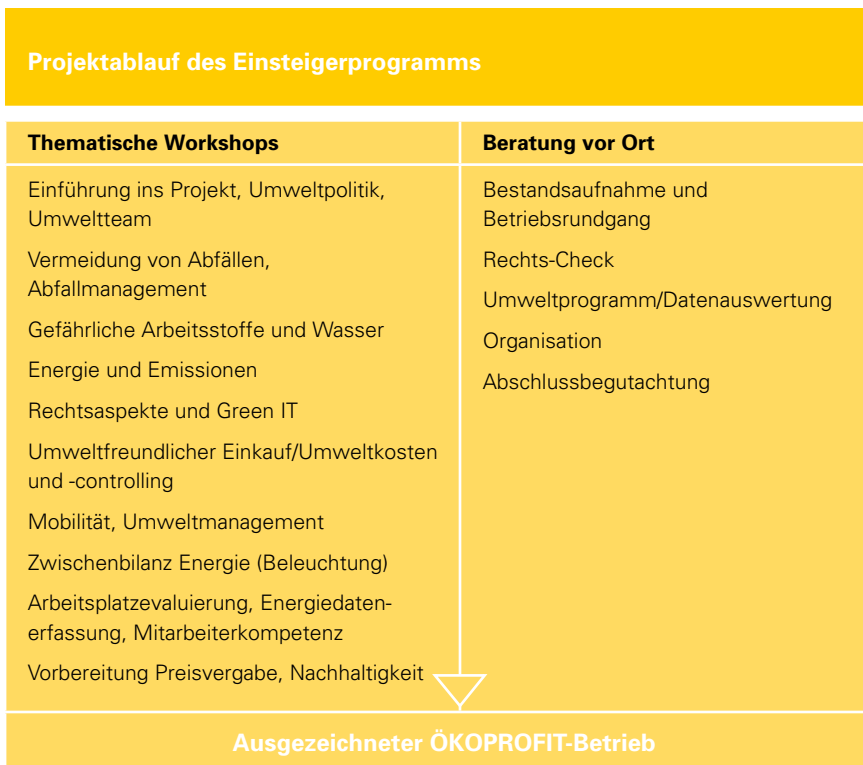 Projektablauf des Einsteigerprogramms
Thematische Workshops
Einführung ins Projekt, Umweltpolitik,
Umweltteam
Vermeidung von Abfällen,
Abfallmanagement
Gefährliche Arbeitsstoffe und Wasser
Energie und Emissionen
Rechtsaspekte und Green IT
Umweltfreundlicher Einkauf/Umweltkosten
und -controlling
Mobilität, Umweltmanagement
Zwischenbilanz Energie (Beleuchtung)
Arbeitsplatzevaluierung, Energiedaten-
erfassung, Mitarbeiterkompetenz
Vorbereitung Preisvergabe, Nachhaltigkeit
Beratung vor Ort
Bestandsaufnahme und
Betriebsrundgang
Rechts-Check
Umweltprogramm/Datenauswertung
Organisation
Abschlussbegutachtung
Ausgezeichneter ÖKOPROFIT-Betrieb